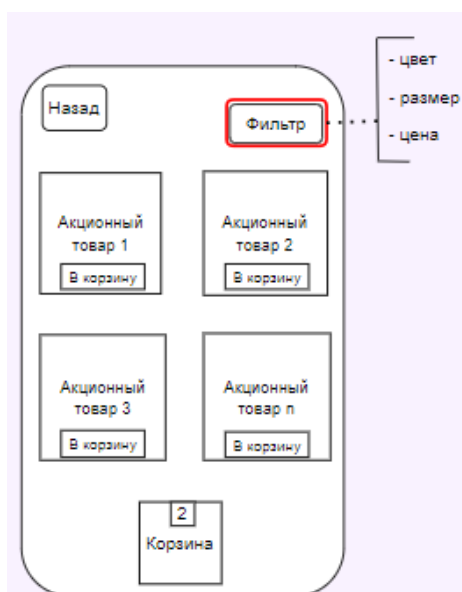 - цвет
- размер
- цена
Назад
Фильтр
Акционный
товар 1
В корзину
Акционный
товар 2
В корзину
Акционный
товар 3
В корзину
Акционный
товар n
В корзину
2
Корзина